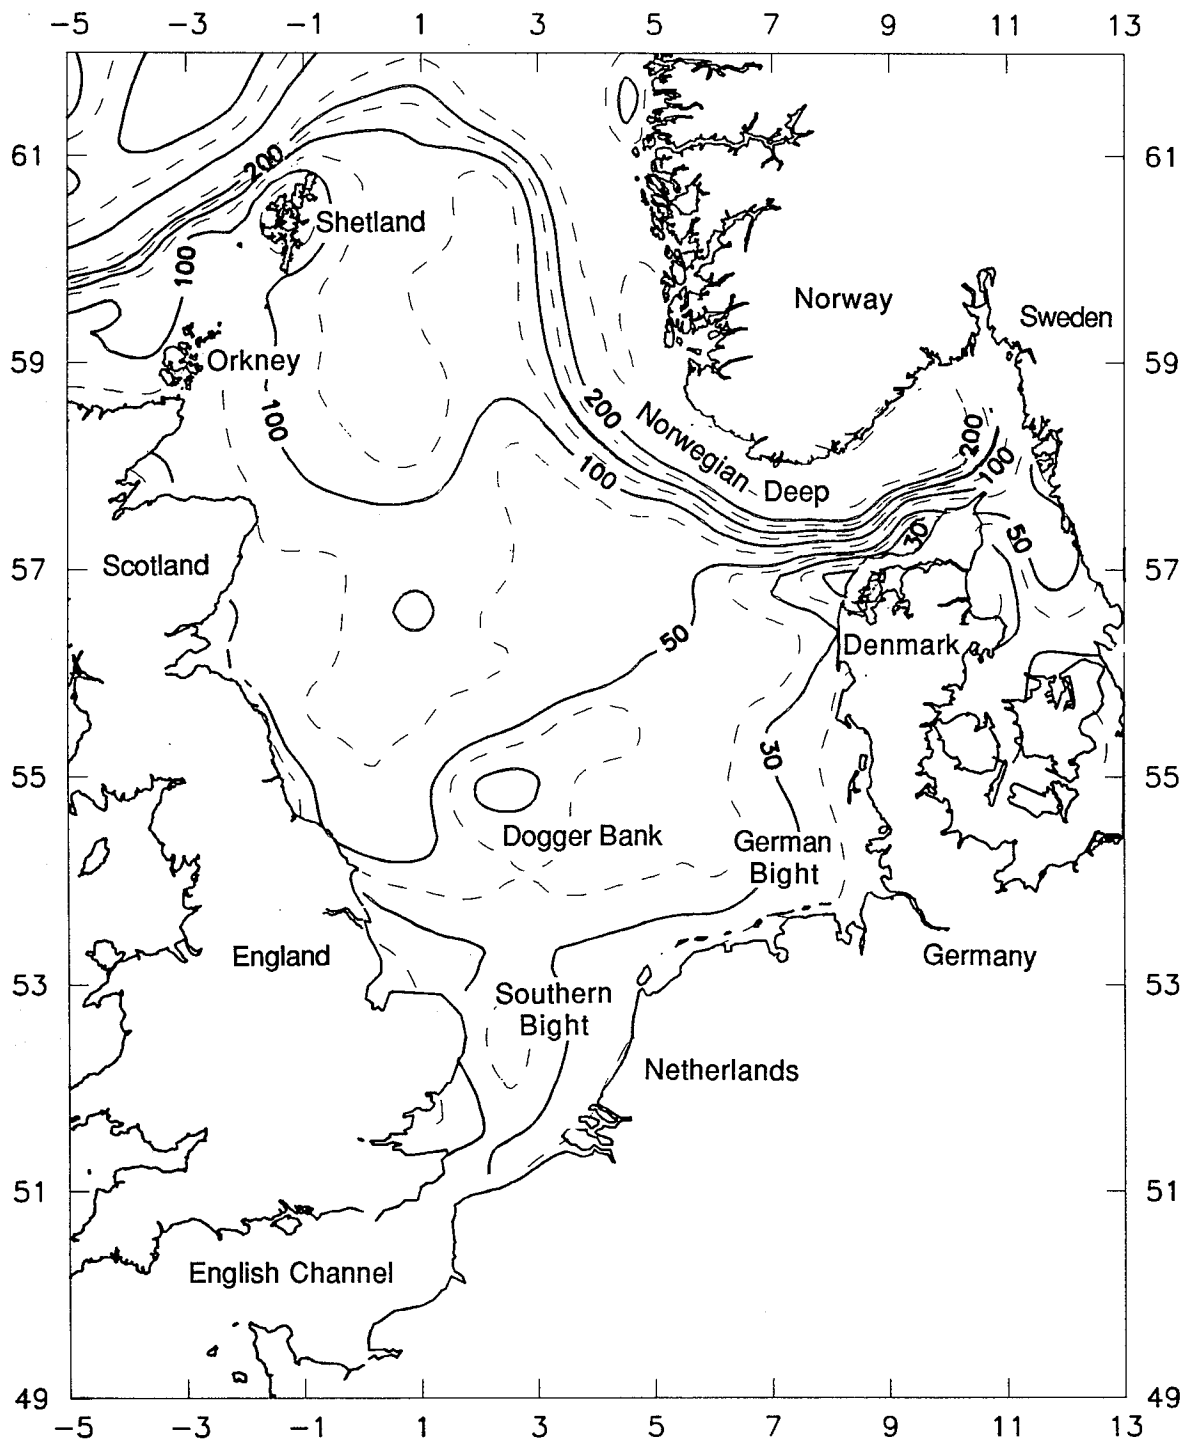 -5 -3 -1 1 3 5 7 9 11 13
61 61
200
Shetland
100
Norway
Sweden
Orkney
59 59
100
200
Norwegian
Deep
200
100
100
30
50
Scotland
57 57
50
Denmark
30
55 55
Dogger Bank
German
Bight
England
Germany
53 53
Southern
Bight
Netherlands
51 51
English Channel
49 49
-5 -3 -1 1 3 5 7 9 11 13